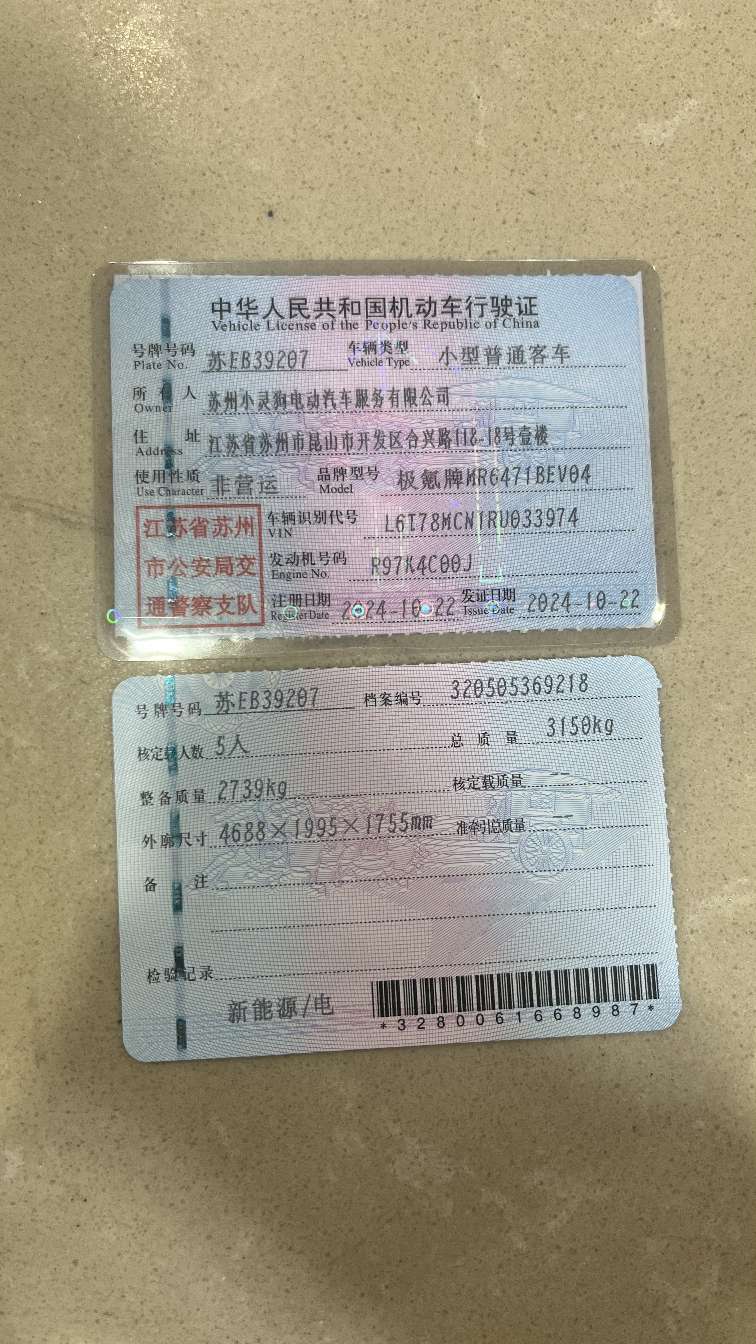 中华人民共和国机动车行驶证
Vehicle License of the People's Republic of China
号牌号码 苏EB39207 车辆类型 小型普通客车
Plate No. Vehicle Type
所有人 苏州小灵狗电动汽车服务有限公司
Owner
住址 江苏省苏州市昆山市开发区合兴路118-18号壹楼
Address
使用性质 非营运 品牌型号 极氪牌MR6471BEV04
Use Character Model
江苏省苏州
市公安局交
通警察支队
车辆识别代号 L6T78MCN1RU033974
VIN
发动机号码 R97K4C00J
Engine No.
注册日期 2024-10-22 发证日期 2024-10-22
Register Date Issue Date
号牌号码 苏EB39207 档案编号 320505369218
核定载人数 5人 总质量 3150kg
整备质量 2739kg 核定载质量 --
外廓尺寸 4688×1995×1755mm 准牵引总质量 --
备注
检验记录
新能源/电
*3280061668987*